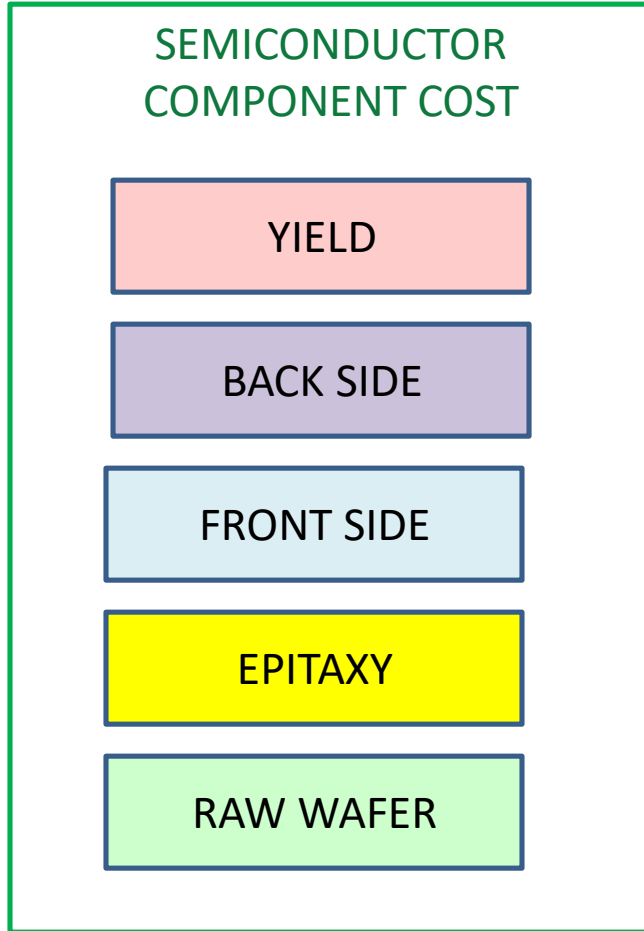 SEMICONDUCTOR
COMPONENT COST
YIELD
BACK SIDE
FRONT SIDE
EPITAXY
RAW WAFER